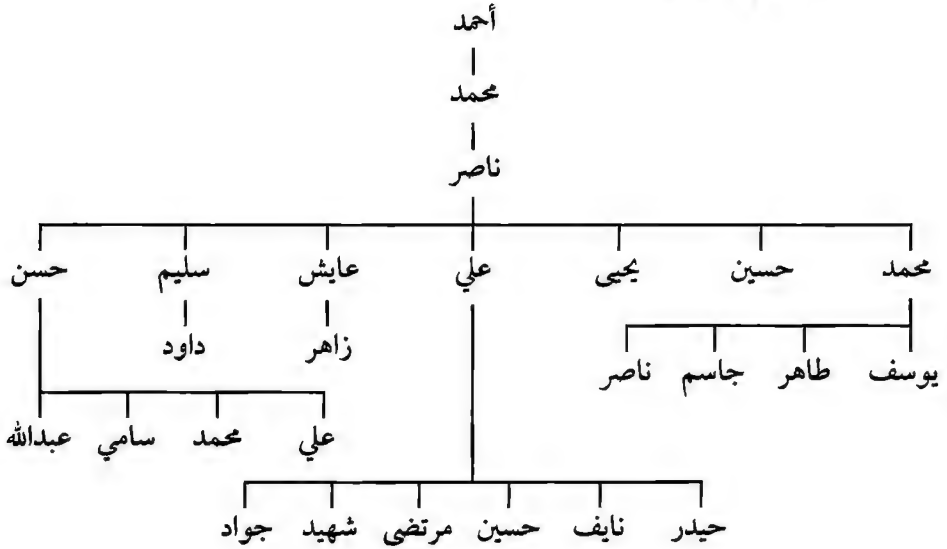 أحمد
محمد
ناصر
محمد حسين يحيى علي عايش سليم حسن
يوسف طاهر جاسم ناصر زاهر داود
علي محمد سامي عبدالله
حيدر نايف حسين مرتضى شهيد جواد